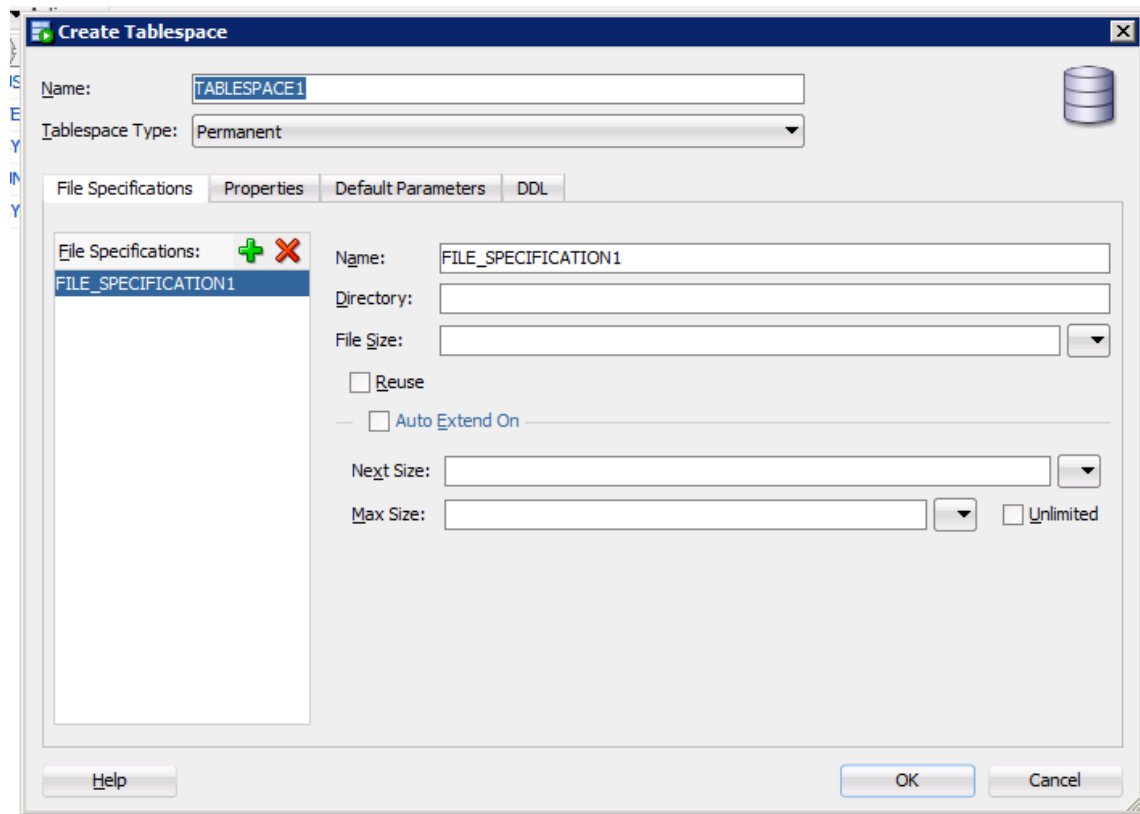 Create Tablespace
Name: TABLESPACE1
Tablespace Type: Permanent
File Specifications Properties Default Parameters DDL
File Specifications:
FILE_SPECIFICATION1
Name: FILE_SPECIFICATION1
Directory:
File Size:
Reuse
Auto Extend On
Next Size:
Max Size: Unlimited
Help OK Cancel